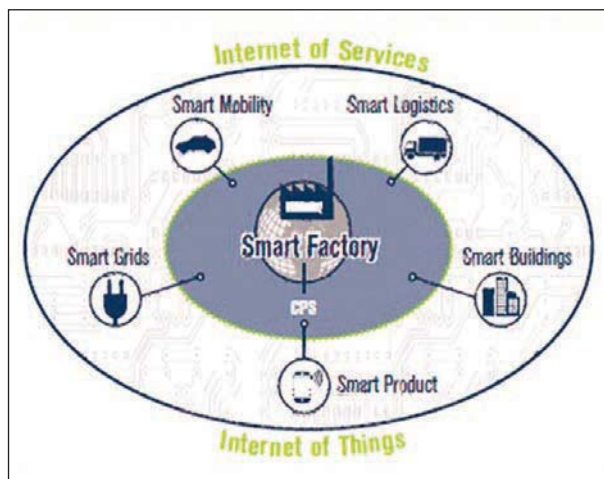 Internet of Services
Smart Mobility
Smart Logistics
Smart Factory
Smart Grids
Smart Buildings
CPS
Smart Product
Internet of Things